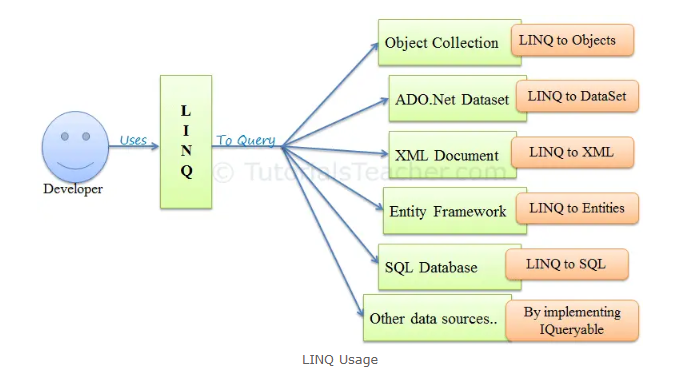 Object Collection
LINQ to Objects
ADO.Net Dataset
LINQ to DataSet
L
I
N
Q
Uses
To Query
XML Document
LINQ to XML
© TutorialsTeacher.com
Developer
Entity Framework
LINQ to Entities
SQL Database
LINQ to SQL
Other data sources..
By implementing
IQueryable
LINQ Usage